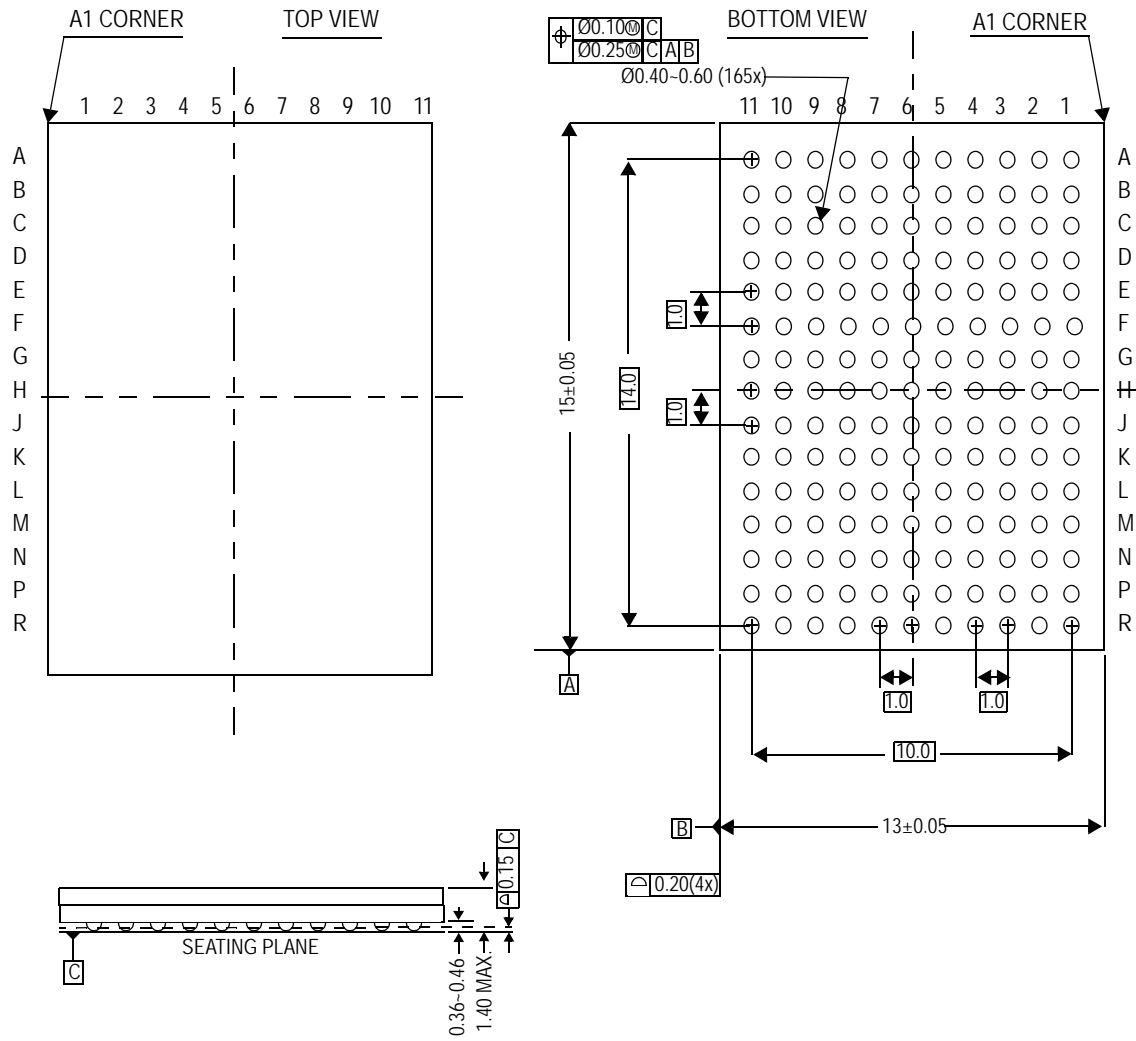 A1 CORNER
TOP VIEW
1 2 3 4 5 6 7 8 9 10 11
A
B
C
D
E
F
G
H
J
K
L
M
N
P
R
Ø0.10Ⓜ C
Ø0.25Ⓜ C A B
Ø0.40~0.60 (165x)
BOTTOM VIEW
A1 CORNER
11 10 9 8 7 6 5 4 3 2 1
A
B
C
D
E
F
G
H
J
K
L
M
N
P
R
1.0
1.0
14.0
15±0.05
A
1.0
1.0
10.0
B
13±0.05
0.20(4x)
0.15 C
SEATING PLANE
C
0.36~0.46
1.40 MAX.